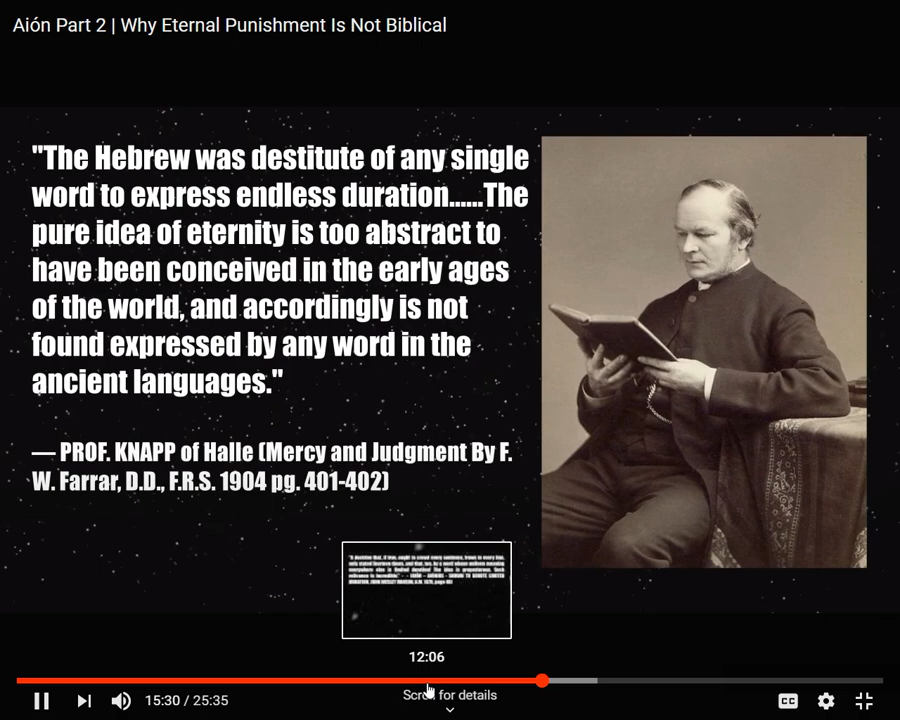 Aión Part 2 | Why Eternal Punishment Is Not Biblical
"The Hebrew was destitute of any single
word to express endless duration......The
pure idea of eternity is too abstract to
have been conceived in the early ages
of the world, and accordingly is not
found expressed by any word in the
ancient languages."
— PROF. KNAPP of Halle (Mercy and Judgment By F.
W. Farrar, D.D., F.R.S. 1904 pg. 401-402)
12:06
15:30 / 25:35
Scroll for details
CC